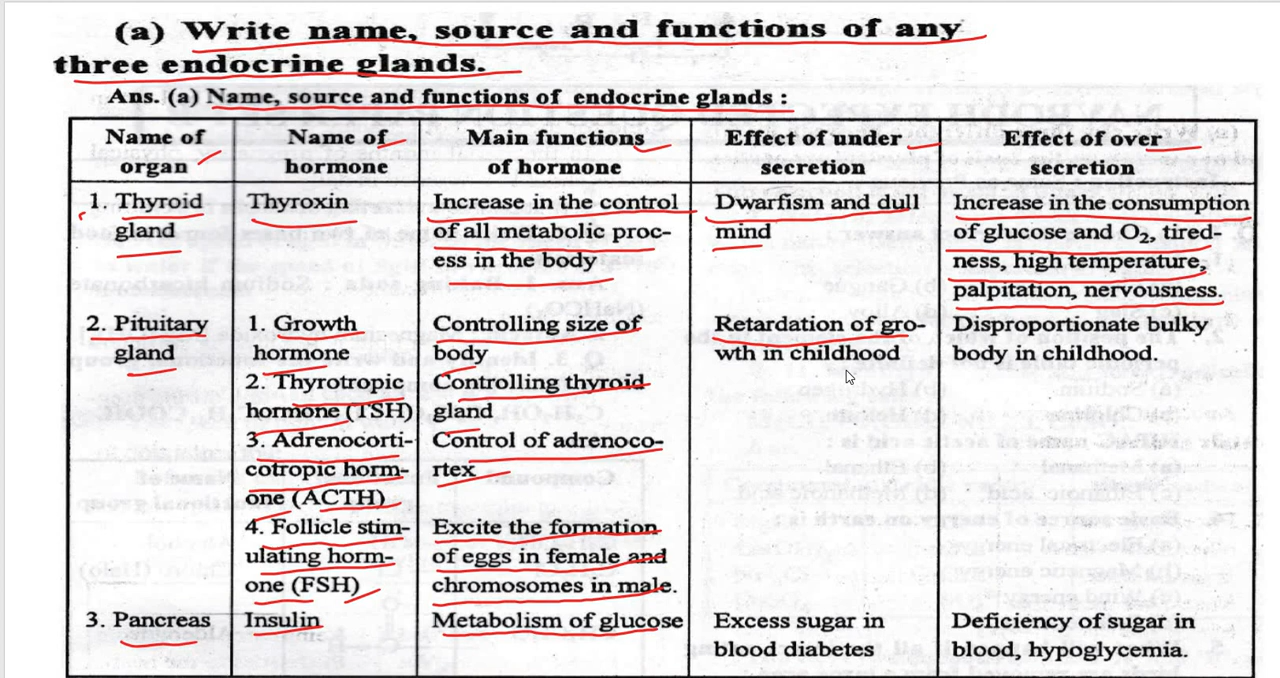 (a) Write name, source and functions of any
three endocrine glands.
Ans. (a) Name, source and functions of endocrine glands :
Name of organ | Name of hormone | Main functions of hormone | Effect of under secretion | Effect of over secretion
1. Thyroid
gland
Thyroxin
Increase in the control
of all metabolic proc-
ess in the body
Dwarfism and dull
mind
Increase in the consumption
of glucose and O₂, tired-
ness, high temperature,
palpitation, nervousness.
2. Pituitary
gland
1. Growth
hormone
Controlling size of
body
Retardation of gro-
wth in childhood
Disproportionate bulky
body in childhood.
2. Thyrotropic
hormone (TSH)
Controlling thyroid
gland
3. Adrenocorti-
cotropic horm-
one (ACTH)
Control of adrenoco-
rtex
4. Follicle stim-
ulating horm-
one (FSH)
Excite the formation
of eggs in female and
chromosomes in male.
3. Pancreas
Insulin
Metabolism of glucose
Excess sugar in
blood diabetes
Deficiency of sugar in
blood, hypoglycemia.